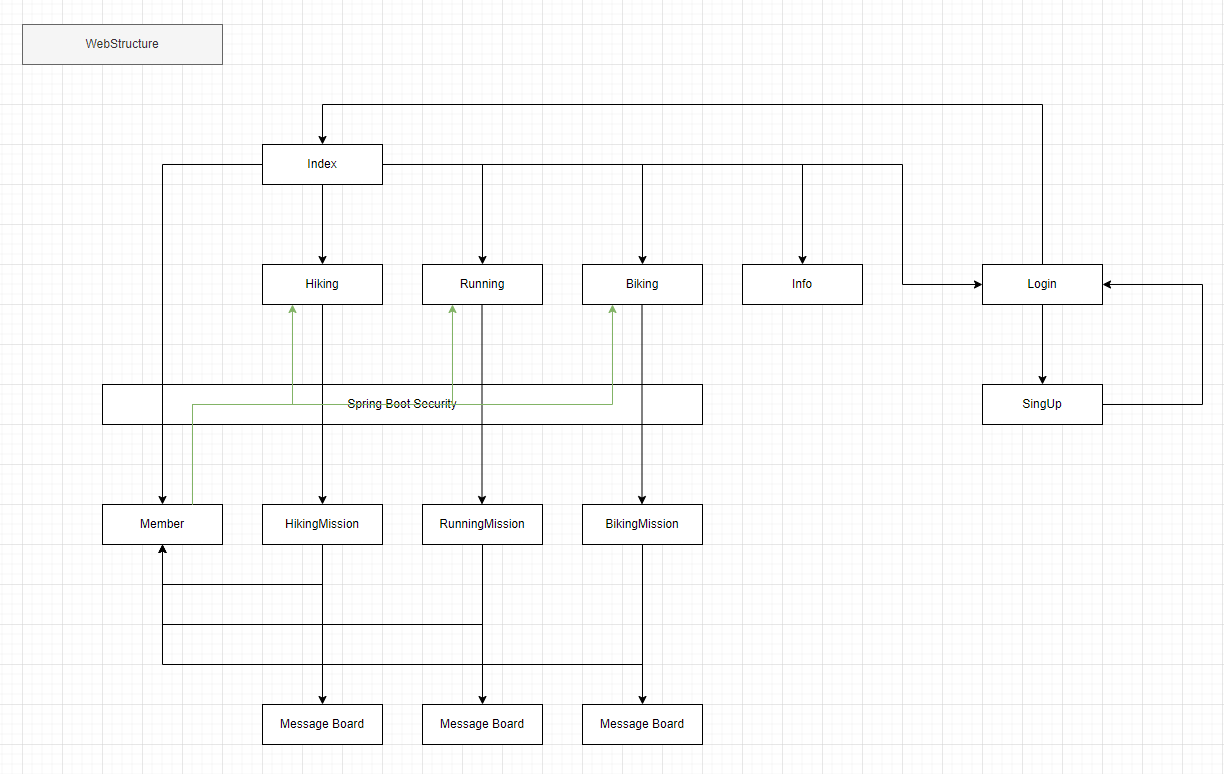 WebStructure
Index
Hiking
Running
Biking
Info
Login
Spring Boot Security
SingUp
Member
HikingMission
RunningMission
BikingMission
Message Board
Message Board
Message Board